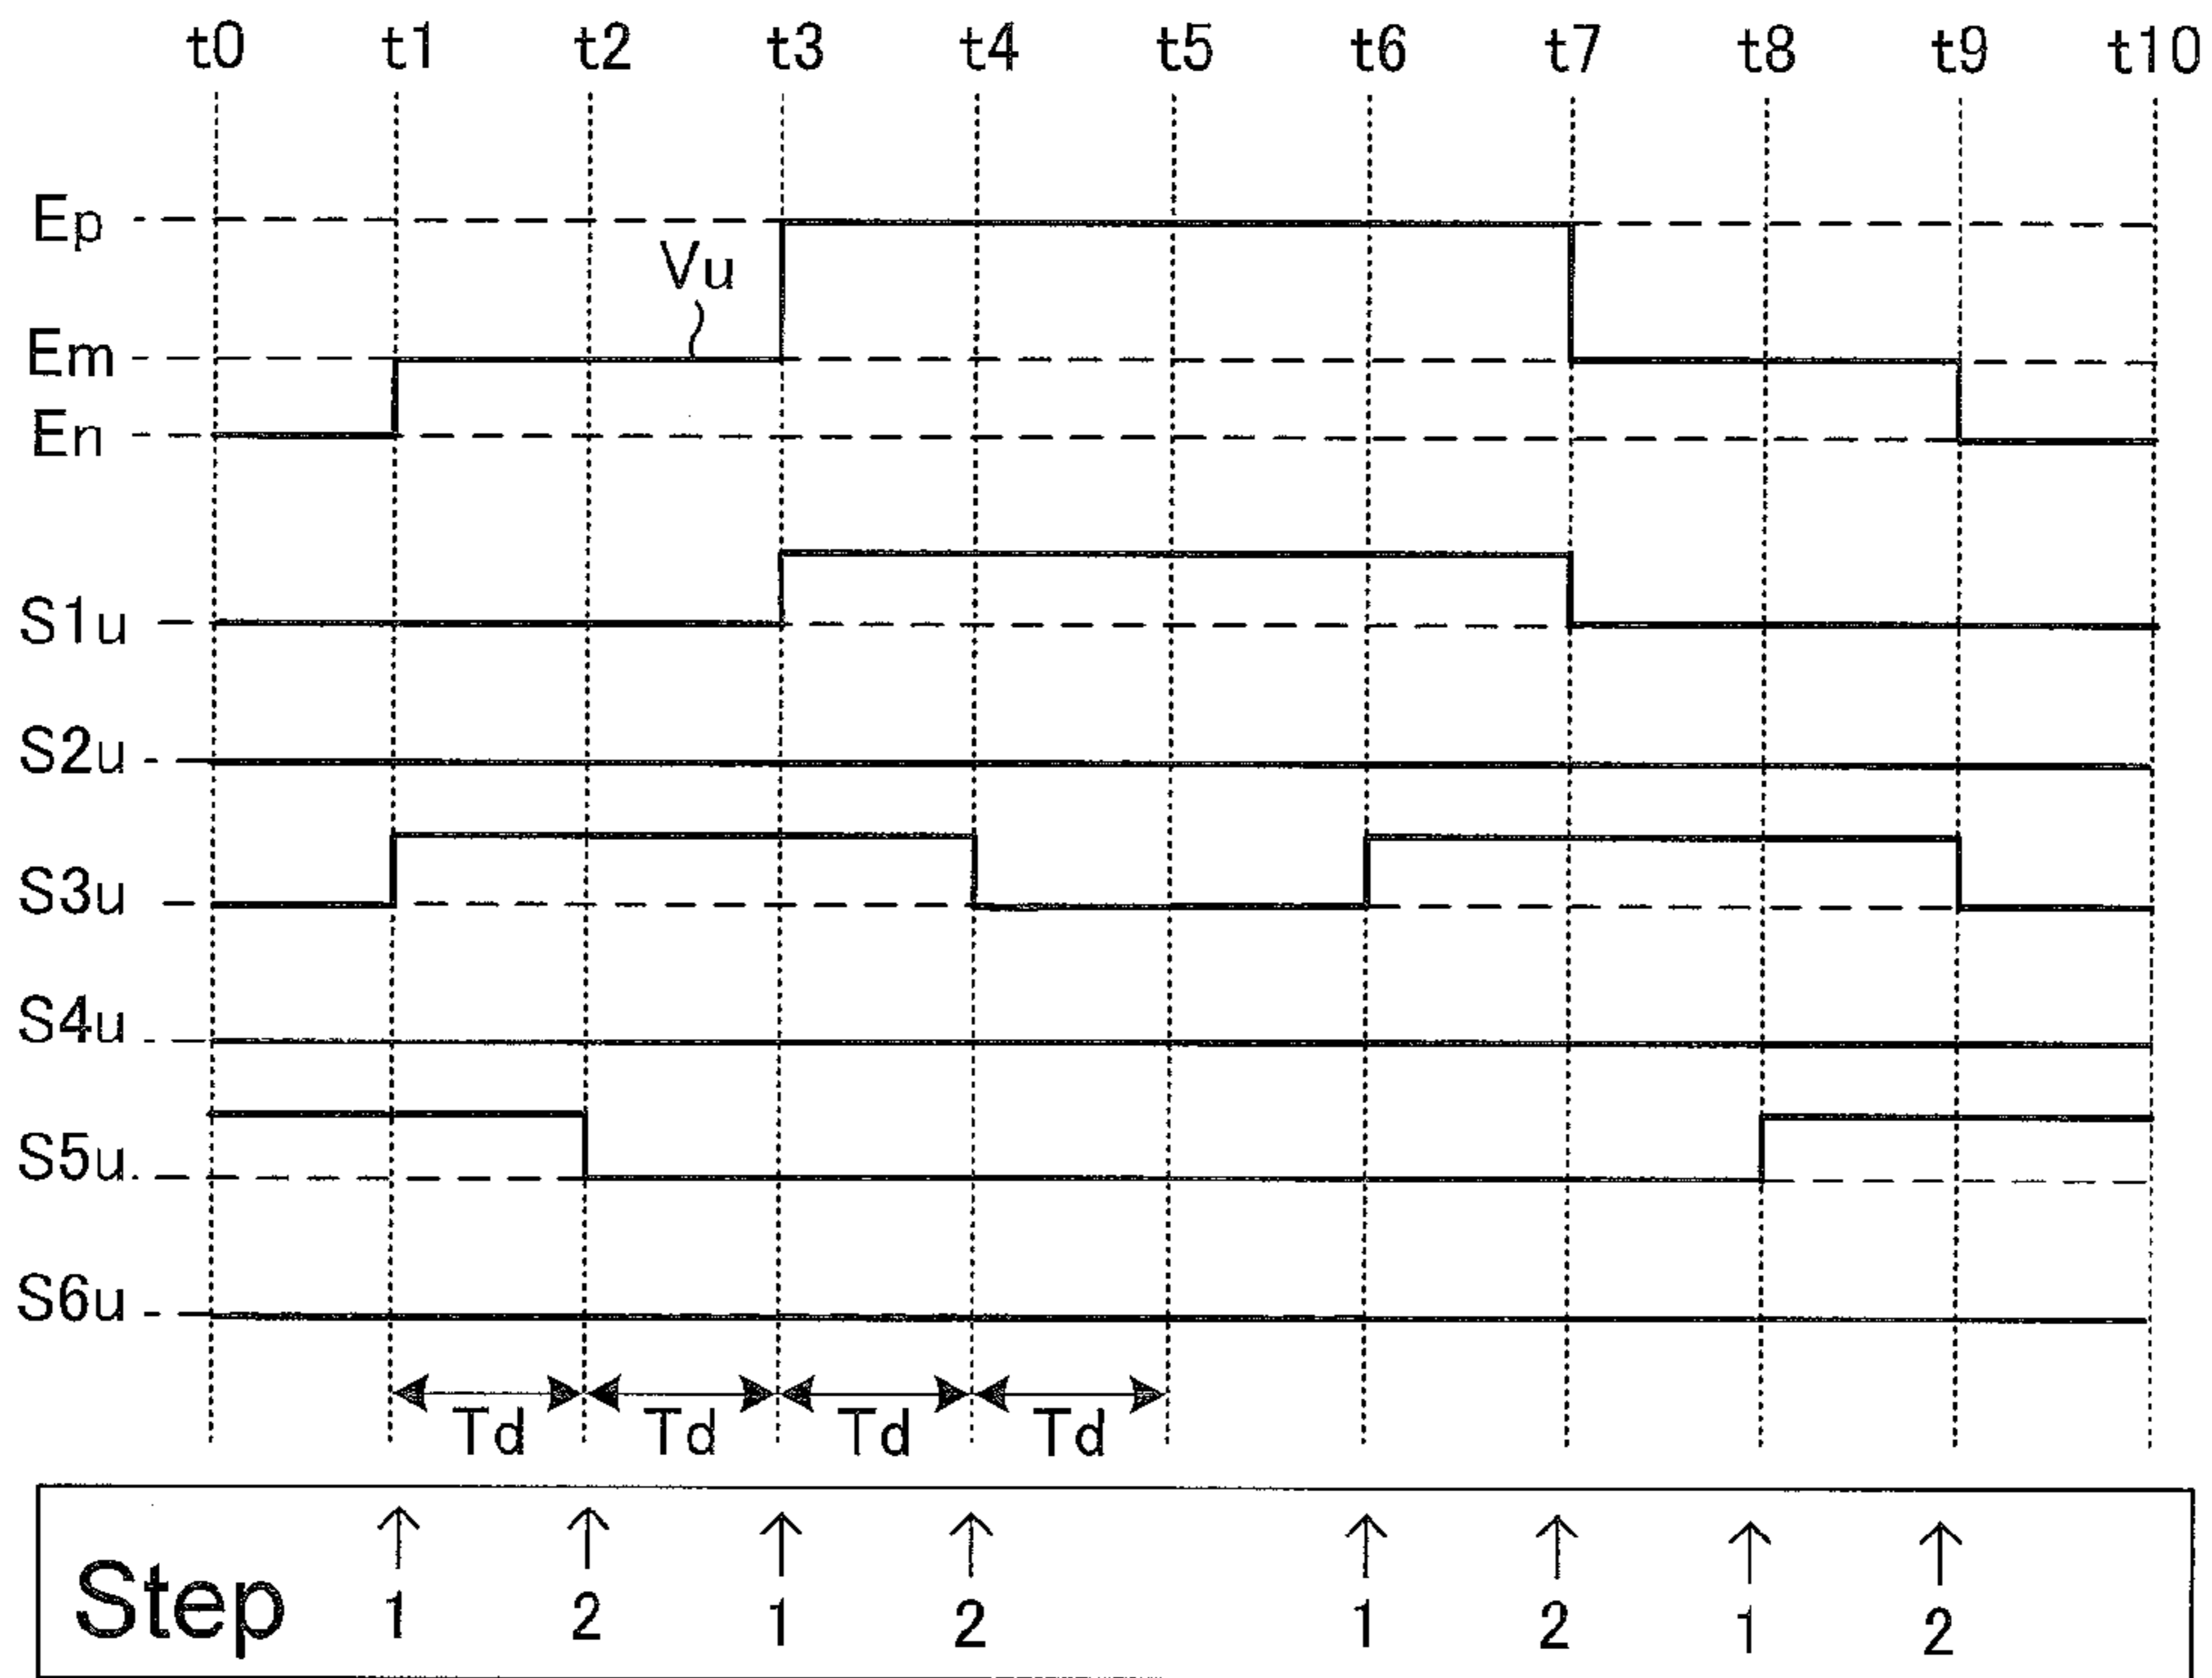 t0 t1 t2 t3 t4 t5 t6 t7 t8 t9 t10
Ep
Vu
Em
En
S1u
S2u
S3u
S4u
S5u
S6u
Td Td Td Td
Step 1 2 1 2 1 2 1 2